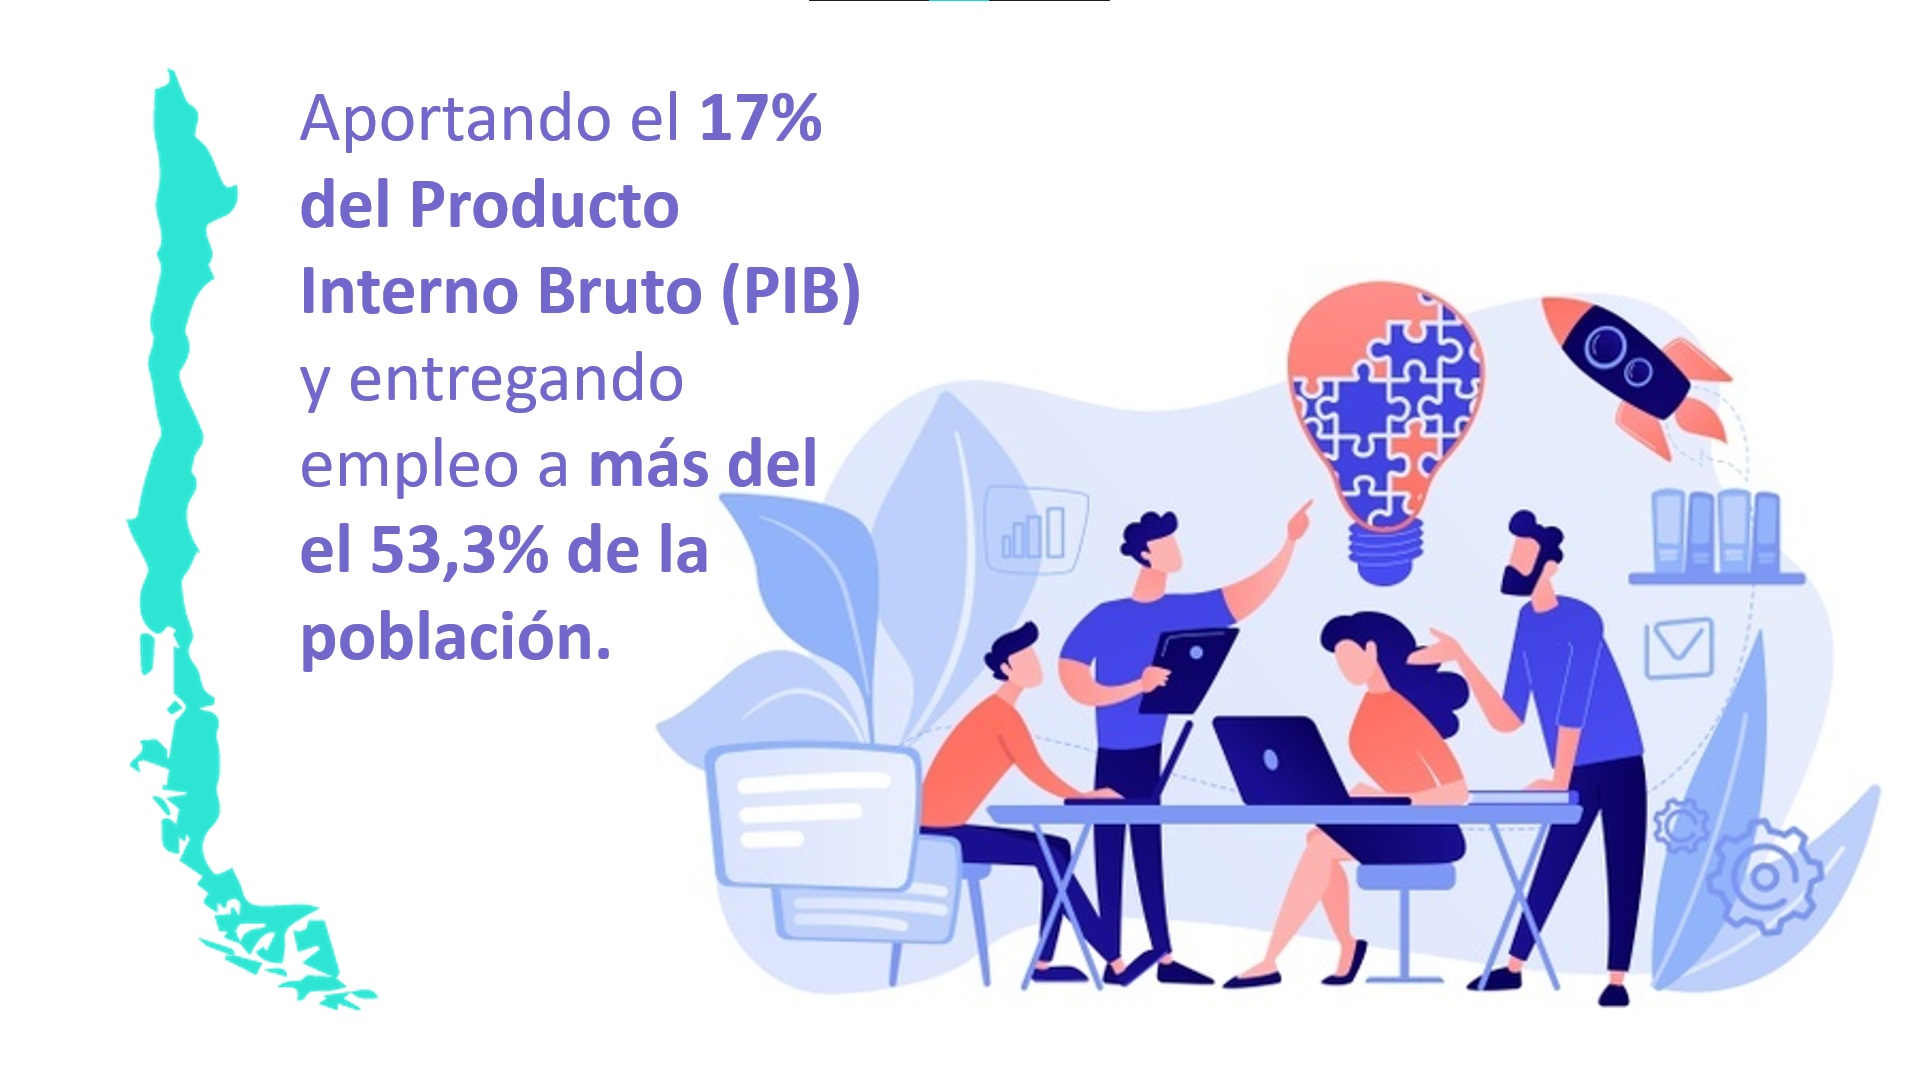 Aportando el 17%
del Producto
Interno Bruto (PIB)
y entregando
empleo a más del
el 53,3% de la
población.